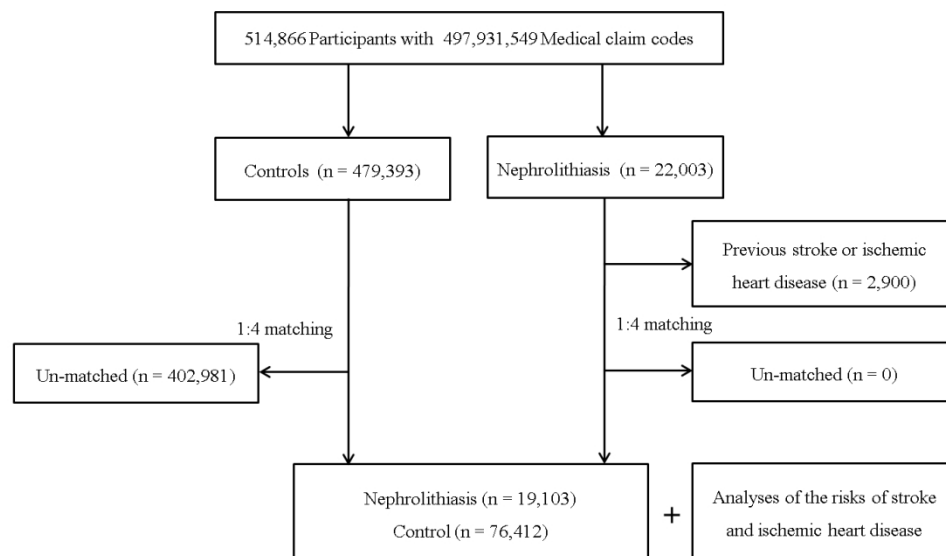 514,866 Participants with 497,931,549 Medical claim codes
Controls (n = 479,393)
Nephrolithiasis (n = 22,003)
Previous stroke or ischemic
heart disease (n = 2,900)
1:4 matching
1:4 matching
Un-matched (n = 402,981)
Un-matched (n = 0)
Nephrolithiasis (n = 19,103)
Control (n = 76,412)
+
Analyses of the risks of stroke
and ischemic heart disease